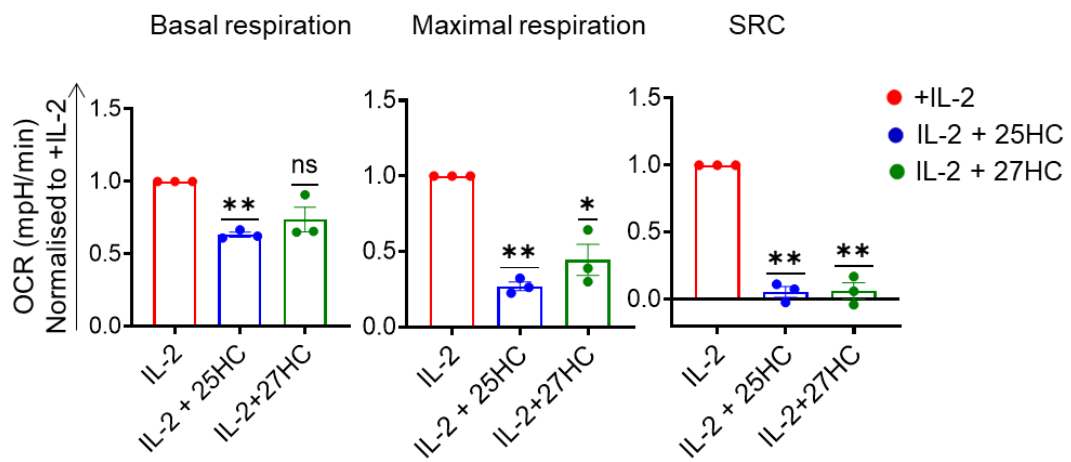 Basal respiration
Maximal respiration
SRC
OCR (mpH/min)
Normalised to +IL-2
1.5
1.0
0.5
0.0
**
ns
IL-2
IL-2 + 25HC
IL-2+27HC
1.5
1.0
0.5
0.0
**
*
IL-2
IL-2 + 25HC
IL-2+27HC
1.5
1.0
0.5
0.0
**
**
IL-2
IL-2 + 25HC
IL-2+27HC
+IL-2
IL-2 + 25HC
IL-2 + 27HC